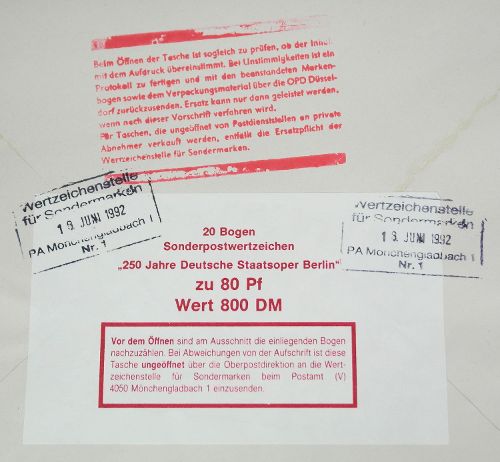 Beim Öffnen der Tasche ist sogleich zu prüfen, ob der Inhalt
mit dem Aufdruck übereinstimmt. Bei Unstimmigkeiten ist ein
Protokoll zu fertigen und mit den beanstandeten Marken-
bogen sowie dem Verpackungsmaterial über die OPD Düssel-
dorf zurückzusenden. Ersatz kann nur dann geleistet werden,
wenn nach dieser Vorschrift verfahren wird.
Für Taschen, die ungeöffnet von Postdienststellen an private
Abnehmer verkauft werden, entfällt die Ersatzpflicht der
Wertzeichenstelle für Sondermarken.
Wertzeichenstelle
für Sondermarken
19. JUNI 1992
PA Mönchengladbach 1
Nr. 1
Wertzeichenstelle
für Sondermarken
19. JUNI 1992
PA Mönchengladbach 1
Nr. 1
20 Bogen
Sonderpostwertzeichen
„250 Jahre Deutsche Staatsoper Berlin"
zu 80 Pf
Wert 800 DM
Vor dem Öffnen sind am Ausschnitt die einliegenden Bogen
nachzuzählen. Bei Abweichungen von der Aufschrift ist diese
Tasche ungeöffnet über die Oberpostdirektion an die Wert-
zeichenstelle für Sondermarken beim Postamt (V)
4050 Mönchengladbach 1 einzusenden.